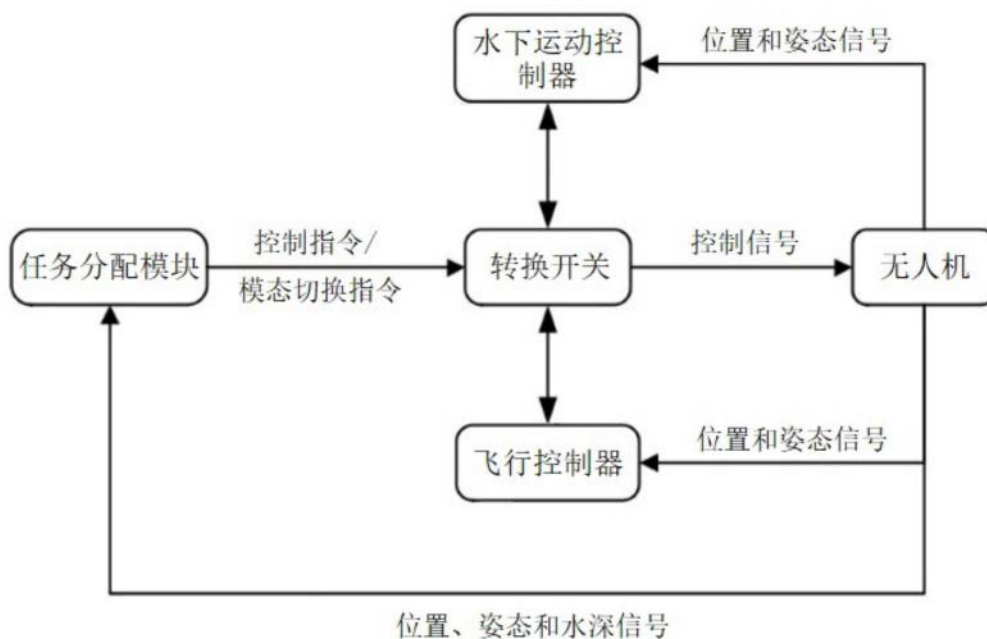 水下运动控
制器
位置和姿态信号
任务分配模块
控制指令/
模态切换指令
转换开关
控制信号
无人机
飞行控制器
位置和姿态信号
位置、姿态和水深信号